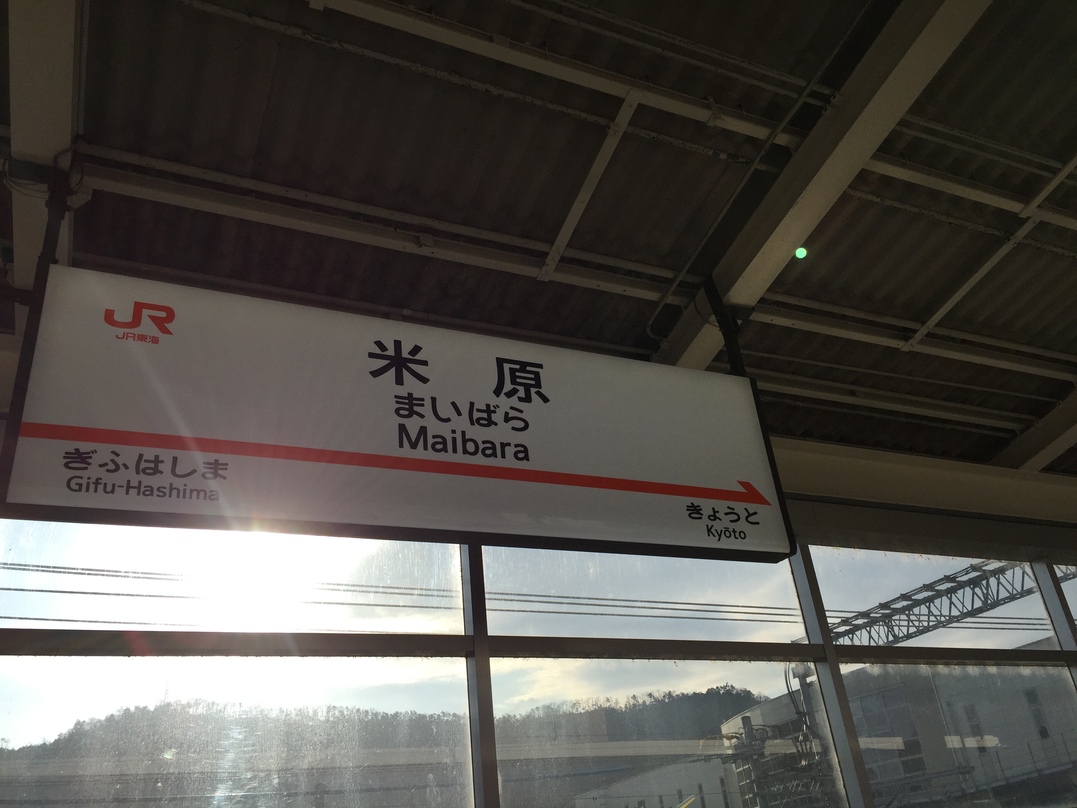 JR
JR東海
米原
まいばら
Maibara
ぎふはしま
Gifu-Hashima
きょうと
Kyōto